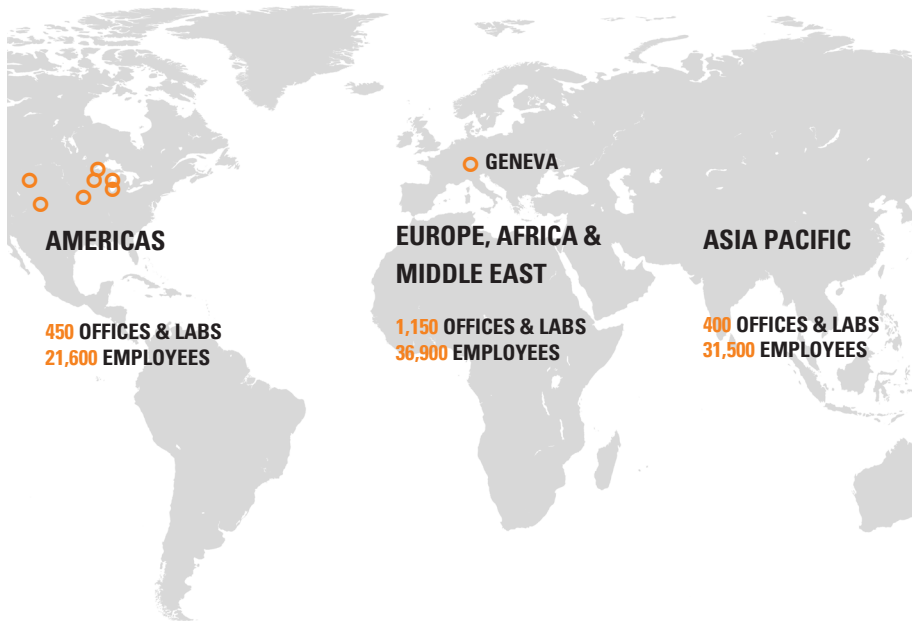 GENEVA
AMERICAS
450 OFFICES & LABS
21,600 EMPLOYEES
EUROPE, AFRICA &
MIDDLE EAST
1,150 OFFICES & LABS
36,900 EMPLOYEES
ASIA PACIFIC
400 OFFICES & LABS
31,500 EMPLOYEES